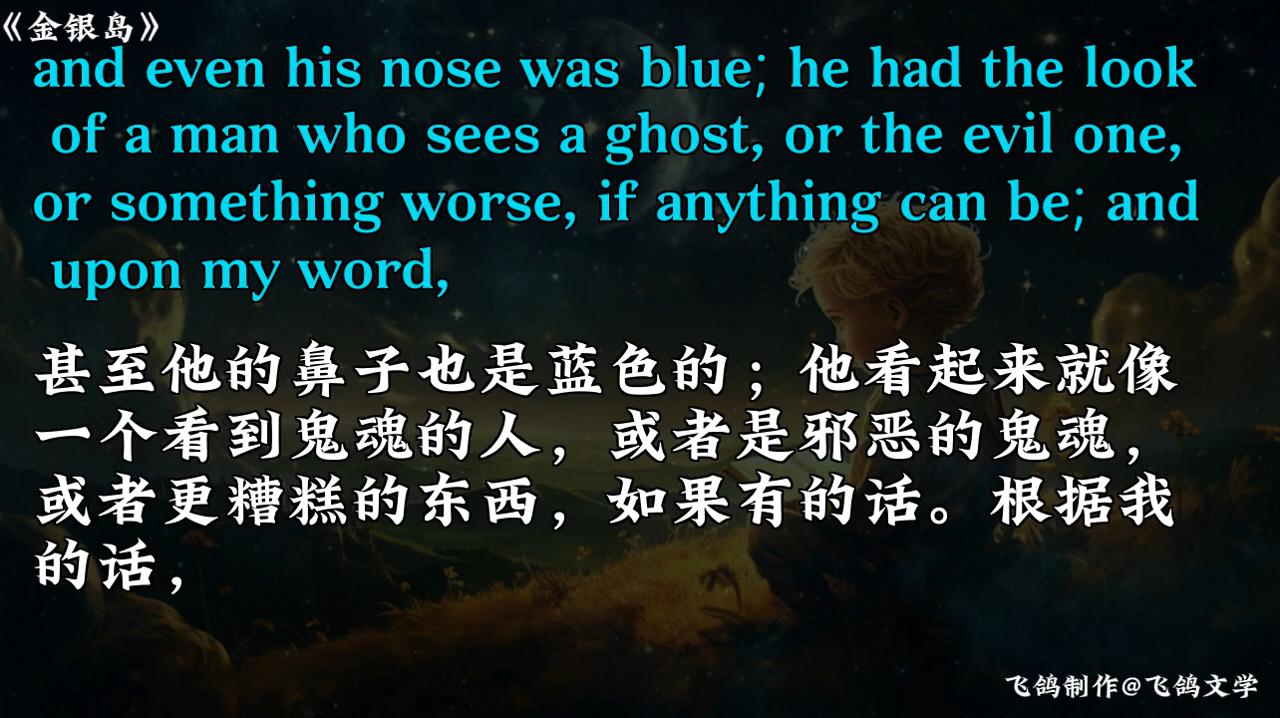 《金银岛》
and even his nose was blue; he had the look
of a man who sees a ghost, or the evil one,
or something worse, if anything can be; and
upon my word,
甚至他的鼻子也是蓝色的；他看起来就像
一个看到鬼魂的人，或者是邪恶的鬼魂，
或者更糟糕的东西，如果有的话。根据我
的话，
飞鸽制作@飞鸽文学